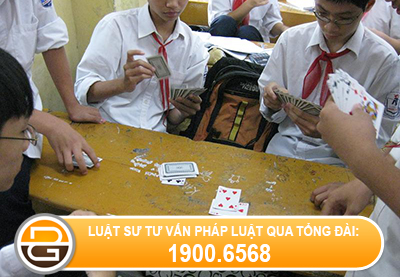 LUẬT SƯ TƯ VẤN PHÁP LUẬT QUA TỔNG ĐÀI:
1900.6568